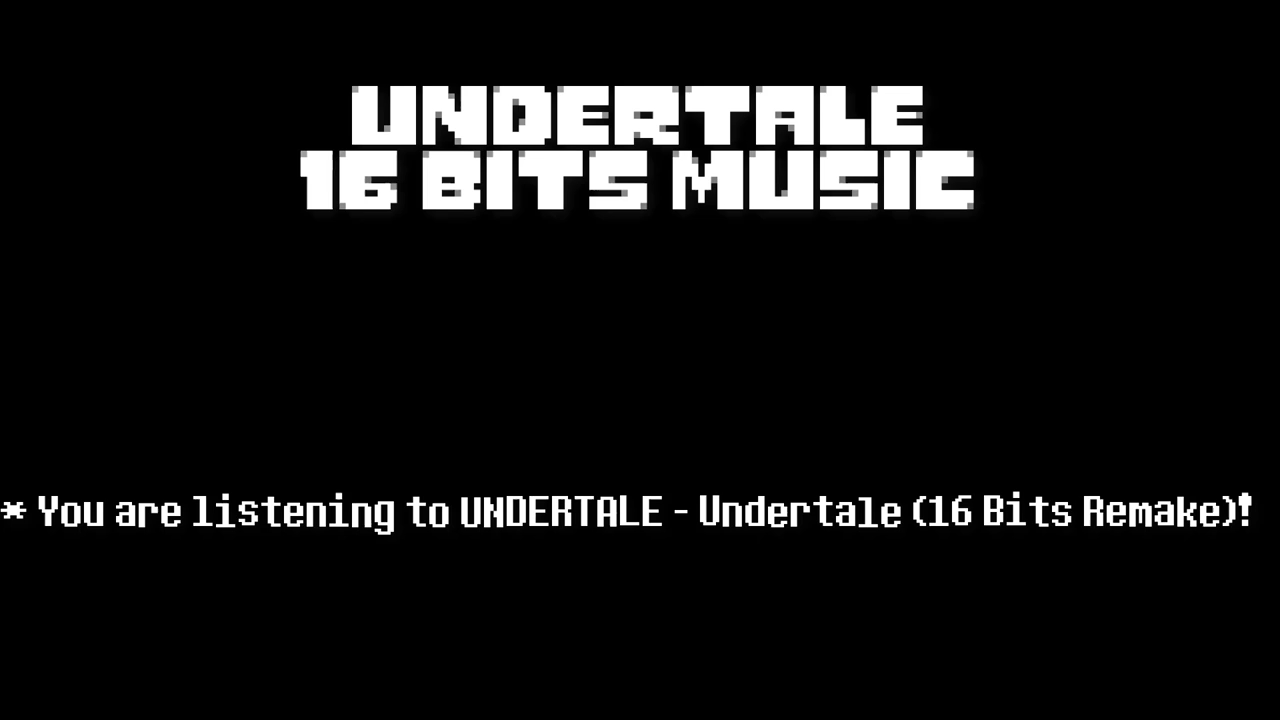 UNDERTALE
16 BITS MUSIC
* You are listening to UNDERTALE - Undertale (16 Bits Remake)!